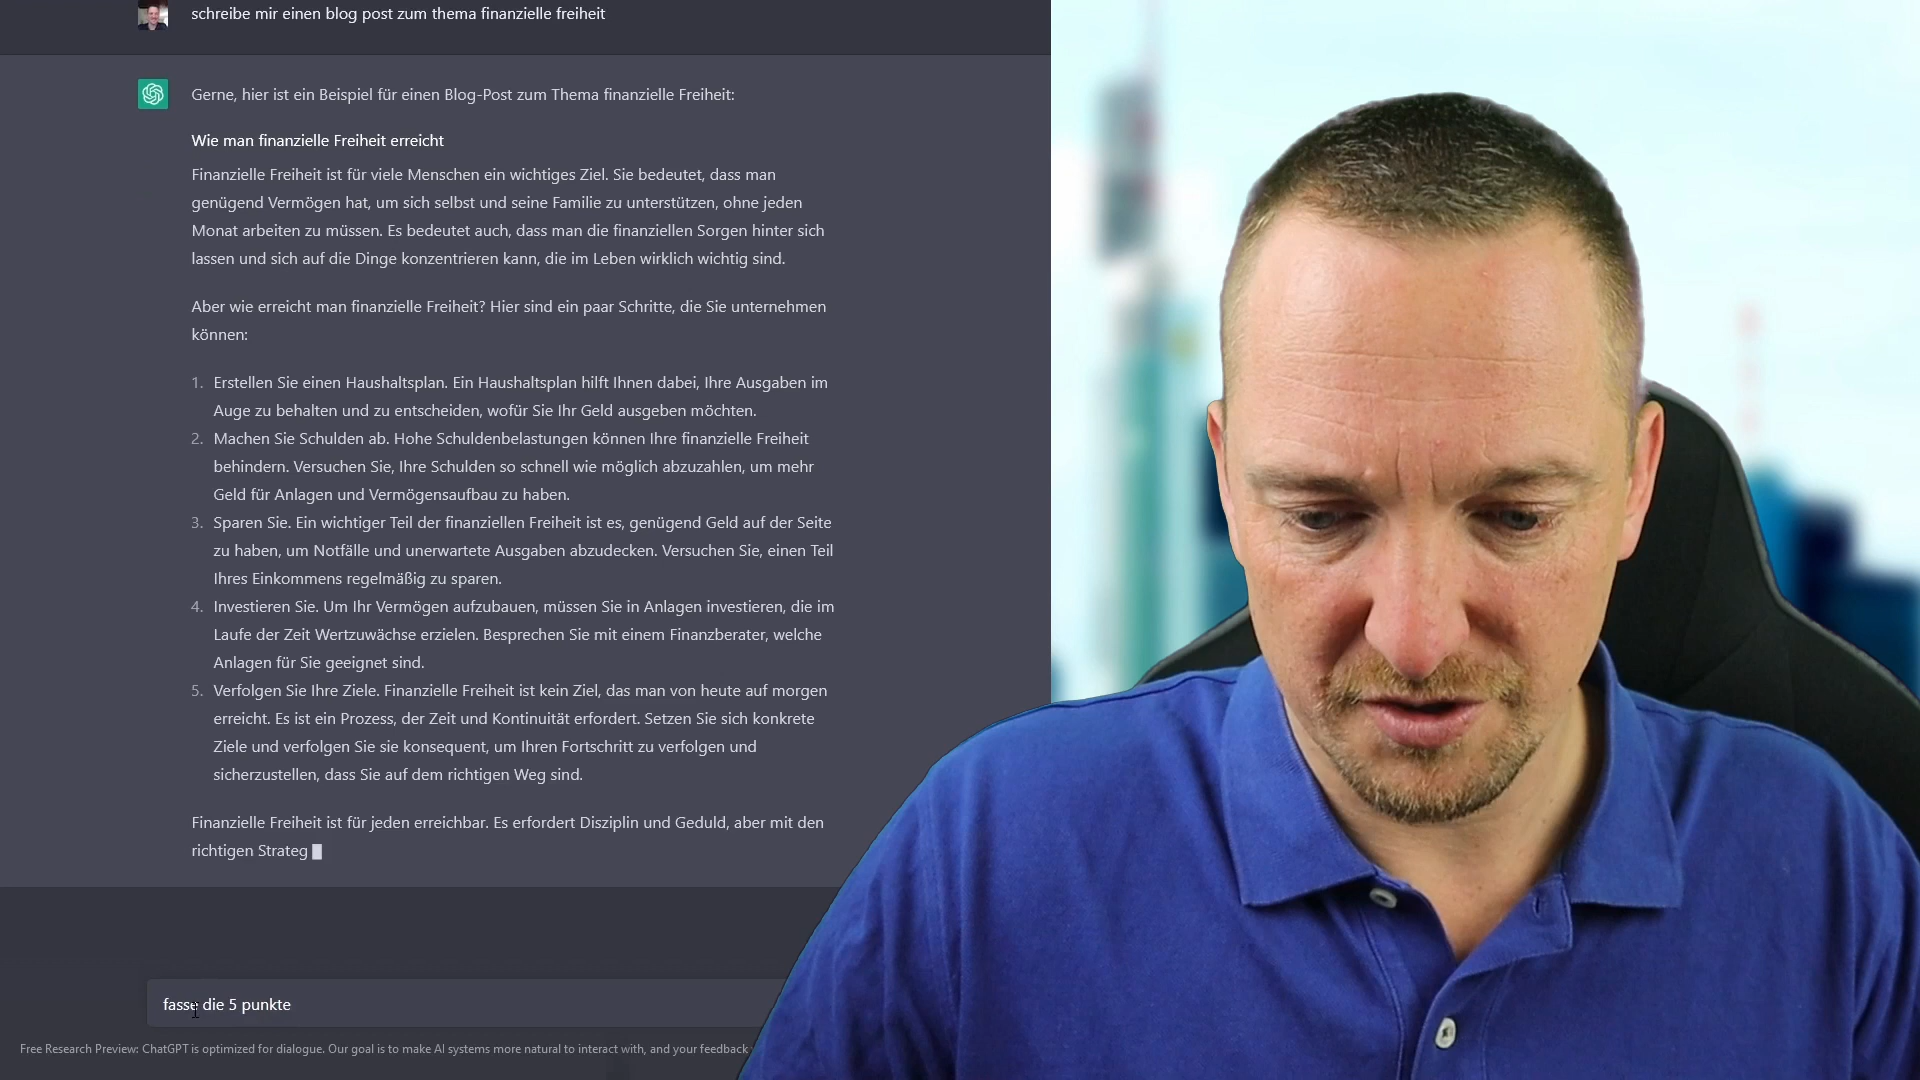 schreibe mir einen blog post zum thema finanzielle freiheit
Gerne, hier ist ein Beispiel für einen Blog-Post zum Thema finanzielle Freiheit:
Wie man finanzielle Freiheit erreicht
Finanzielle Freiheit ist für viele Menschen ein wichtiges Ziel. Sie bedeutet, dass man
genügend Vermögen hat, um sich selbst und seine Familie zu unterstützen, ohne jeden
Monat arbeiten zu müssen. Es bedeutet auch, dass man die finanziellen Sorgen hinter sich
lassen und sich auf die Dinge konzentrieren kann, die im Leben wirklich wichtig sind.
Aber wie erreicht man finanzielle Freiheit? Hier sind ein paar Schritte, die Sie unternehmen
können:
1. Erstellen Sie einen Haushaltsplan. Ein Haushaltsplan hilft Ihnen dabei, Ihre Ausgaben im
Auge zu behalten und zu entscheiden, wofür Sie Ihr Geld ausgeben möchten.
2. Machen Sie Schulden ab. Hohe Schuldenbelastungen können Ihre finanzielle Freiheit
behindern. Versuchen Sie, Ihre Schulden so schnell wie möglich abzuzahlen, um mehr
Geld für Anlagen und Vermögensaufbau zu haben.
3. Sparen Sie. Ein wichtiger Teil der finanziellen Freiheit ist es, genügend Geld auf der Seite
zu haben, um Notfälle und unerwartete Ausgaben abzudecken. Versuchen Sie, einen Teil
Ihres Einkommens regelmäßig zu sparen.
4. Investieren Sie. Um Ihr Vermögen aufzubauen, müssen Sie in Anlagen investieren, die im
Laufe der Zeit Wertzuwächse erzielen. Besprechen Sie mit einem Finanzberater, welche
Anlagen für Sie geeignet sind.
5. Verfolgen Sie Ihre Ziele. Finanzielle Freiheit ist kein Ziel, das man von heute auf morgen
erreicht. Es ist ein Prozess, der Zeit und Kontinuität erfordert. Setzen Sie sich konkrete
Ziele und verfolgen Sie sie konsequent, um Ihren Fortschritt zu verfolgen und
sicherzustellen, dass Sie auf dem richtigen Weg sind.
Finanzielle Freiheit ist für jeden erreichbar. Es erfordert Disziplin und Geduld, aber mit den
richtigen Strateg
fasse die 5 punkte
Free Research Preview: ChatGPT is optimized for dialogue. Our goal is to make AI systems more natural to interact with, and your feedback